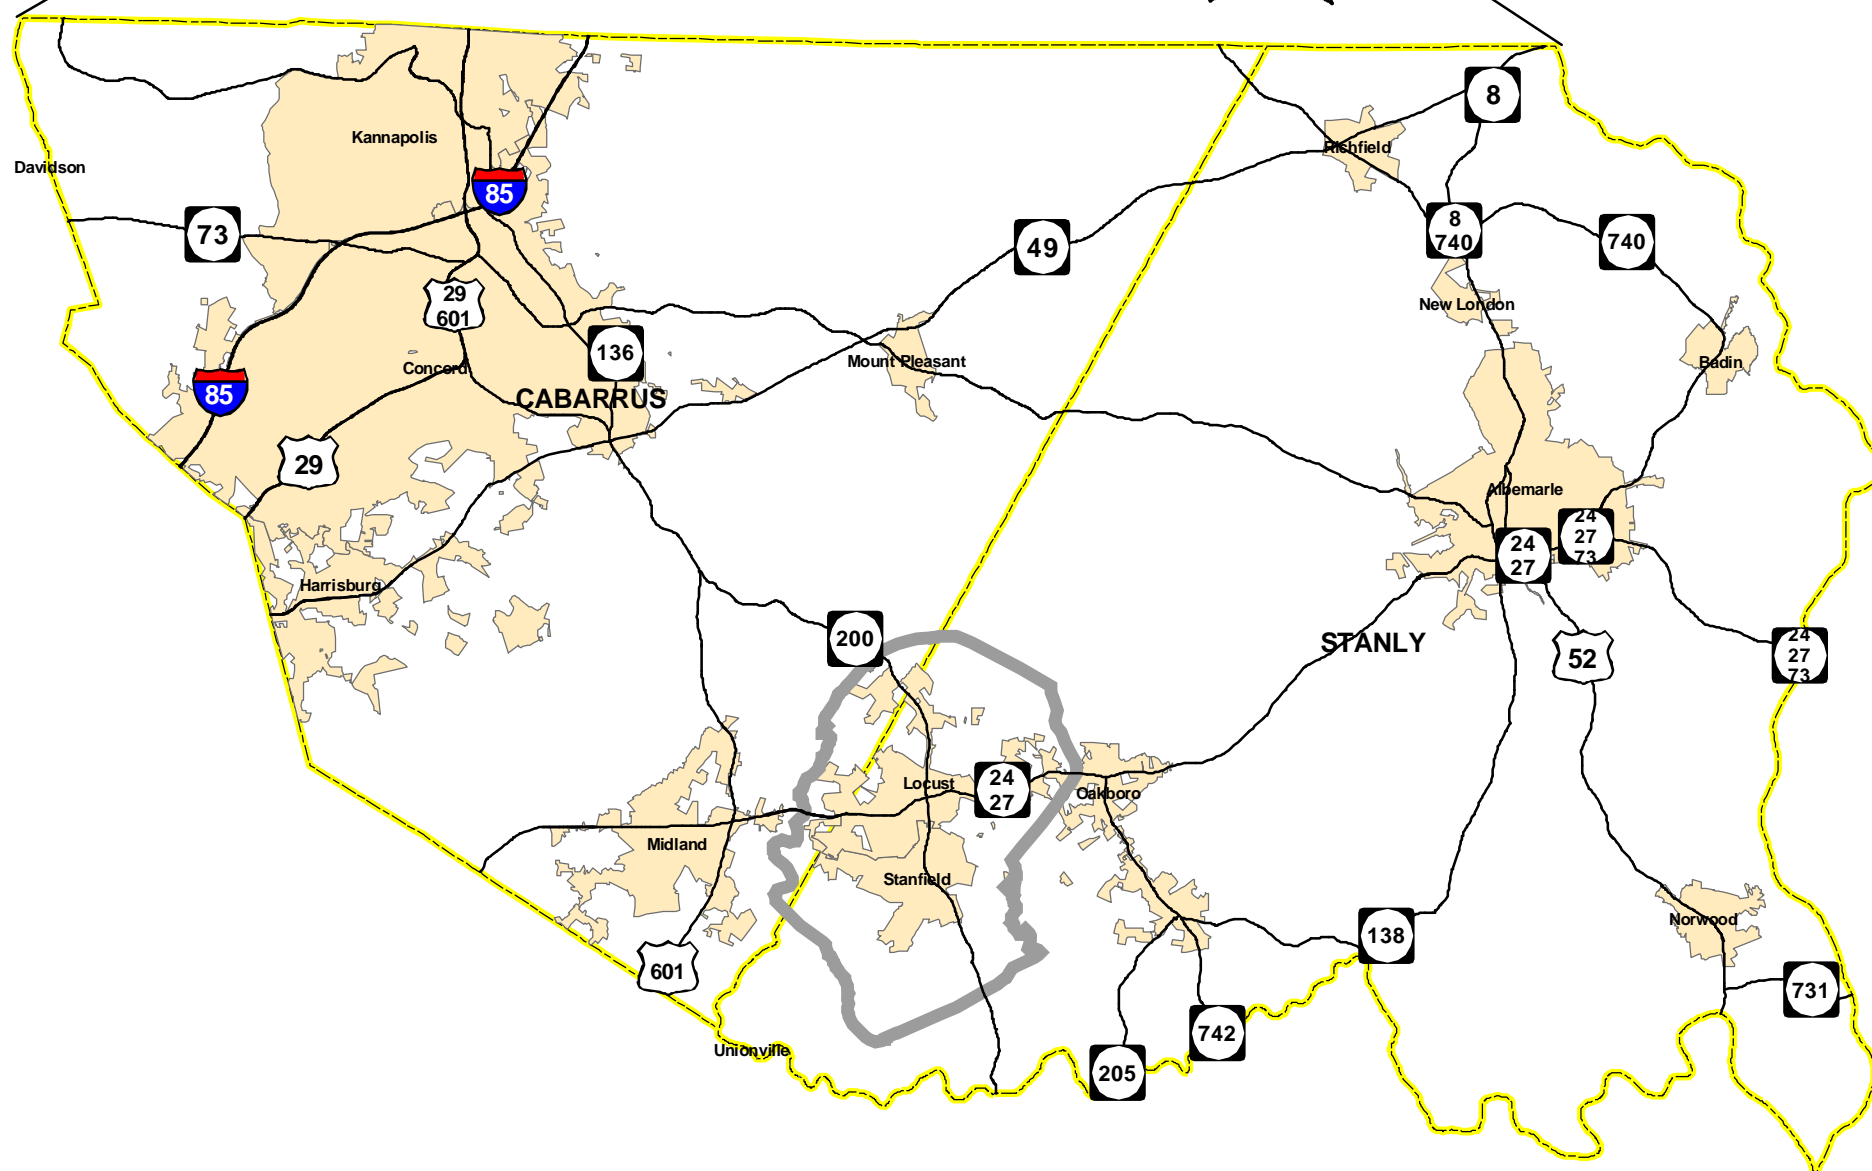 8
Kannapolis
Richfield
Davidson
85
73
49
8
740
740
29
601
New London
136
Mount Pleasant
Badin
Concord
85
CABARRUS
29
Albemarle
24
27
73
24
27
Harrisburg
200
STANLY
52
24
27
73
Locust
24
27
Oakboro
Midland
Stanfield
Norwood
138
601
731
742
Unionville
205